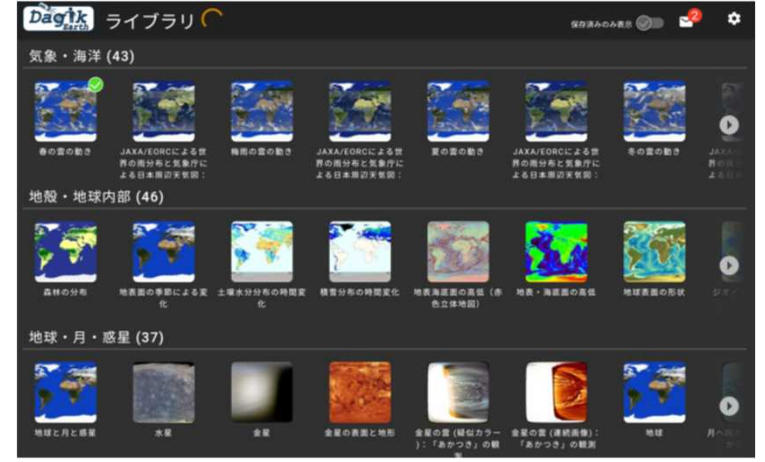 Dagik Earth
ライブラリ
保存済みのみ表示
2
気象・海洋 (43)
春の雲の動き
JAXA/EORCによる世
界の雨分布と気象庁に
よる日本周辺天気図：
梅雨の雲の動き
JAXA/EORCによる世
界の雨分布と気象庁に
よる日本周辺天気図：
夏の雲の動き
JAXA/EORCによる世
界の雨分布と気象庁に
よる日本周辺天気図：
冬の雲の動き
地殻・地球内部 (46)
森林の分布
地表面の季節による変
化
土壌水分分布の時間変
化
積雪分布の時間変化
地表海底面の高低（赤
色立体地図）
地表・海底面の高低
地球表面の形状
地球・月・惑星 (37)
地球と月と惑星
水星
金星
金星の表面と地形
金星の雲 (疑似カラー
)：「あかつき」の観
測
金星の雲 (連続画像)：
「あかつき」の観測
地球